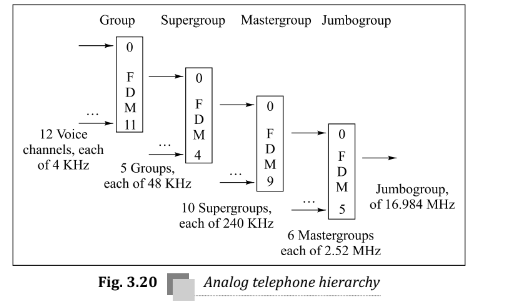 Group Supergroup Mastergroup Jumbogroup
0
F
D
M
11
...
12 Voice
channels, each
of 4 KHz
0
F
D
M
4
...
5 Groups,
each of 48 KHz
0
F
D
M
9
...
10 Supergroups,
each of 240 KHz
0
F
D
M
5
...
6 Mastergroups
each of 2.52 MHz
Jumbogroup,
of 16.984 MHz
Fig. 3.20 Analog telephone hierarchy